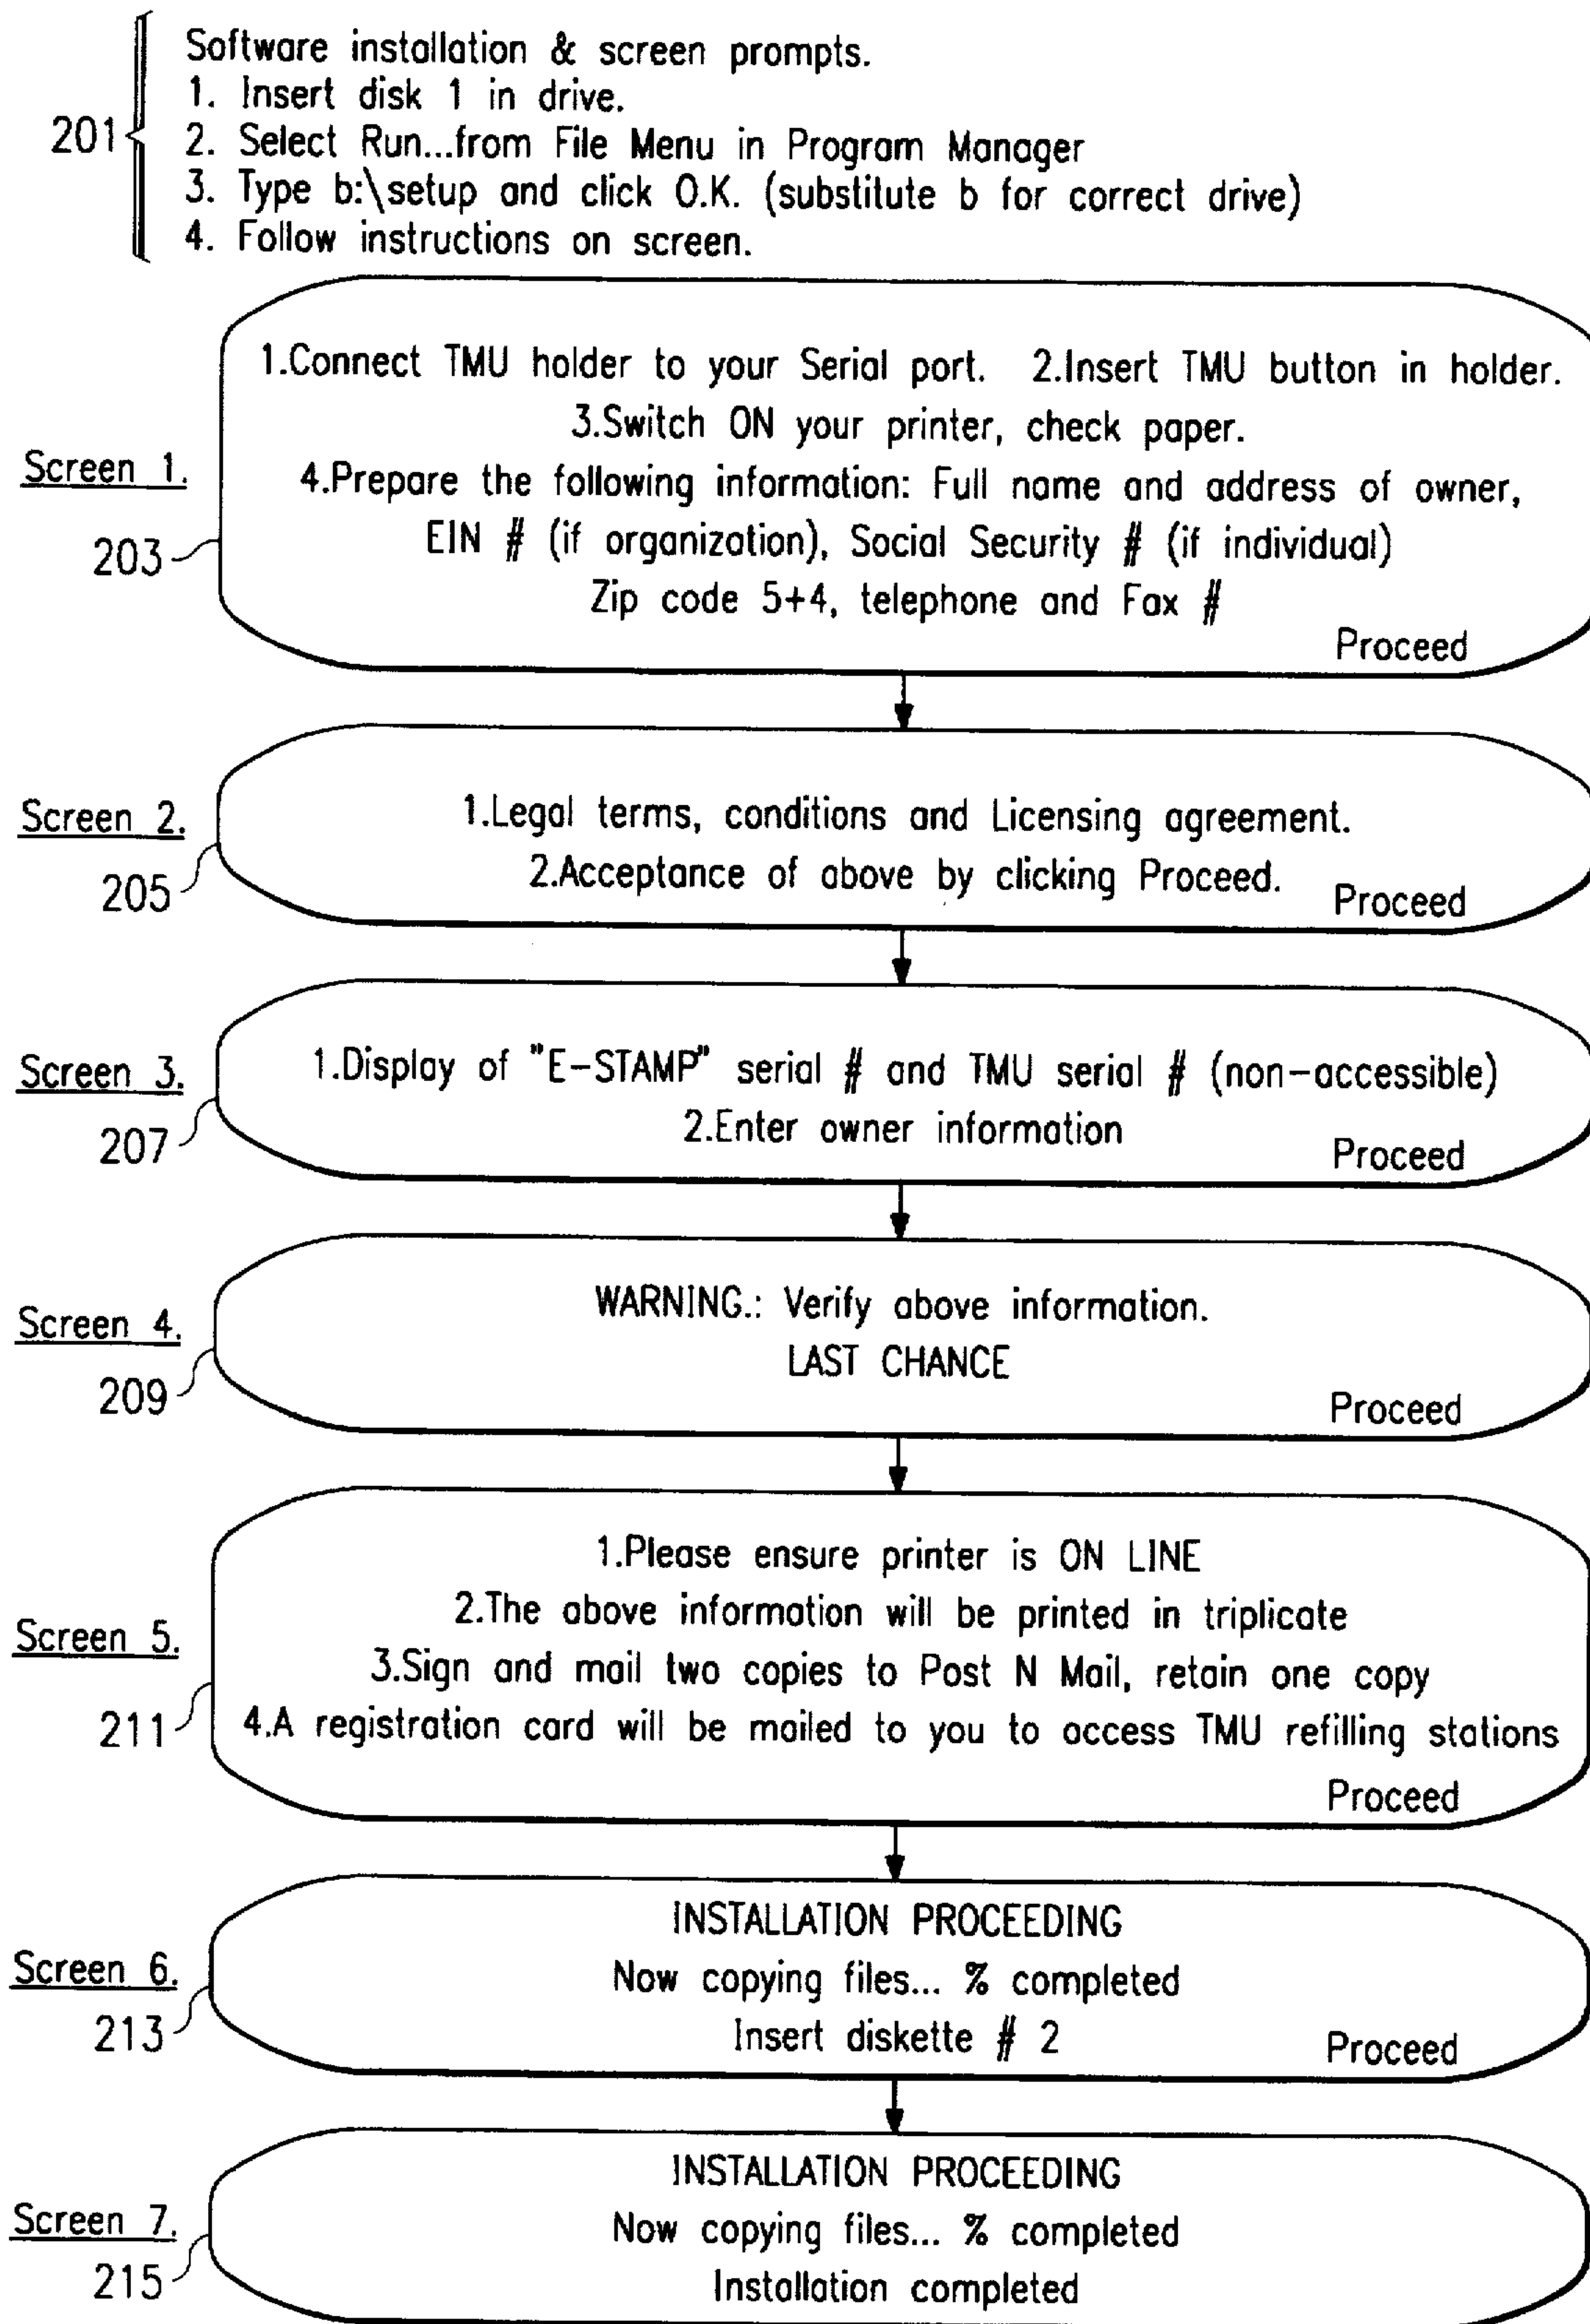 Software installation & screen prompts.
1. Insert disk 1 in drive.
201
2. Select Run...from File Menu in Program Manager
3. Type b:\setup and click O.K. (substitute b for correct drive)
4. Follow instructions on screen.
1.Connect TMU holder to your Serial port. 2.Insert TMU button in holder.
3.Switch ON your printer, check paper.
Screen 1.
4.Prepare the following information: Full name and address of owner,
203
EIN # (if organization), Social Security # (if individual)
Zip code 5+4, telephone and Fax #
Proceed
Screen 2.
1.Legal terms, conditions and Licensing agreement.
205
2.Acceptance of above by clicking Proceed.
Proceed
Screen 3.
1.Display of "E-STAMP" serial # and TMU serial # (non-accessible)
207
2.Enter owner information
Proceed
Screen 4.
WARNING.: Verify above information.
209
LAST CHANCE
Proceed
1.Please ensure printer is ON LINE
2.The above information will be printed in triplicate
Screen 5.
3.Sign and mail two copies to Post N Mail, retain one copy
211
4.A registration card will be mailed to you to access TMU refilling stations
Proceed
INSTALLATION PROCEEDING
Screen 6.
Now copying files... % completed
213
Insert diskette # 2
Proceed
INSTALLATION PROCEEDING
Screen 7.
Now copying files... % completed
215
Installation completed